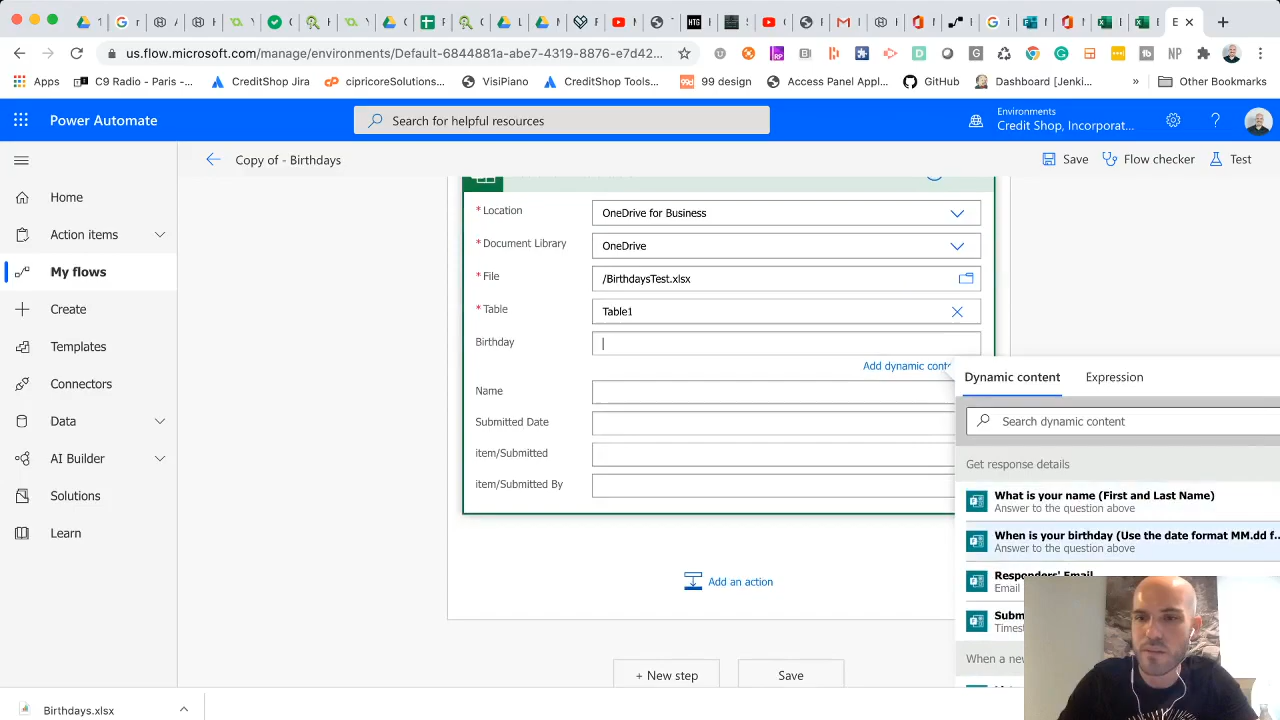 us.flow.microsoft.com/manage/environments/Default-6844881a-abe7-4319-8876-e7d42...
Apps
C9 Radio - Paris -...
CreditShop Jira
cipricoreSolutions...
VisiPiano
CreditShop Tools...
99 design
Access Panel Appl...
GitHub
Dashboard [Jenki...
»
Other Bookmarks
Power Automate
Search for helpful resources
Environments
Credit Shop, Incorporat...
Copy of - Birthdays
Save
Flow checker
Test
Home
Action items
My flows
Create
Templates
Connectors
Data
AI Builder
Solutions
Learn
* Location
OneDrive for Business
* Document Library
OneDrive
* File
/BirthdaysTest.xlsx
* Table
Table1
Birthday
Add dynamic conte
Name
Submitted Date
item/Submitted
item/Submitted By
Add an action
+ New step
Save
Dynamic content
Expression
Search dynamic content
Get response details
What is your name (First and Last Name)
Answer to the question above
When is your birthday (Use the date format MM.dd f...
Answer to the question above
Responders' Email
Email
Subm
Timest
When a new
Birthdays.xlsx